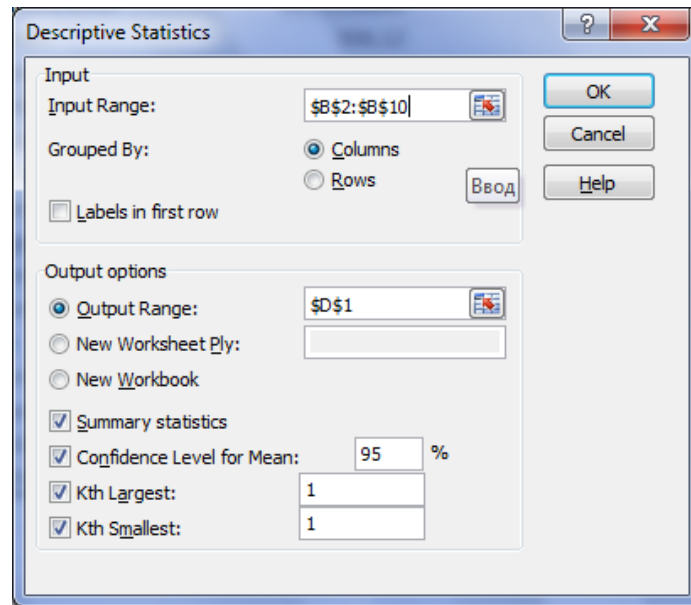 Descriptive Statistics
Input
Input Range: $B$2:$B$10
OK
Grouped By: Columns
Cancel
Rows
Ввод
Help
Labels in first row
Output options
Output Range: $D$1
New Worksheet Ply:
New Workbook
Summary statistics
Confidence Level for Mean: 95 %
Kth Largest: 1
Kth Smallest: 1